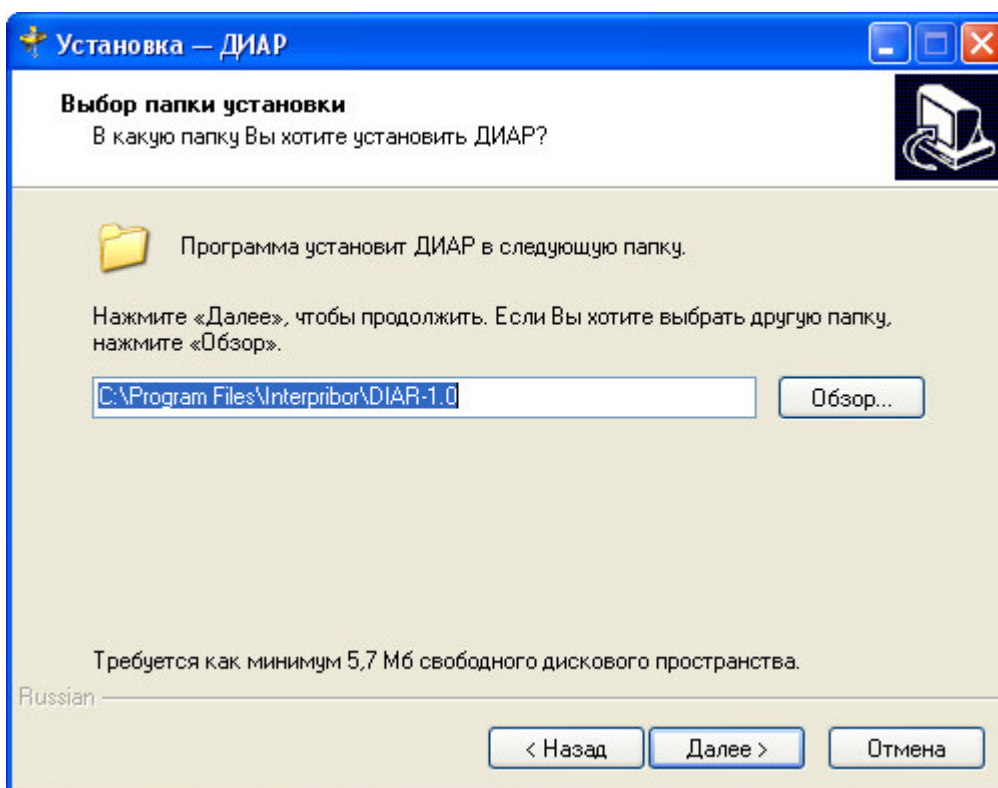 Установка — ДИАР
Выбор папки установки
В какую папку Вы хотите установить ДИАР?
Программа установит ДИАР в следующую папку.
Нажмите «Далее», чтобы продолжить. Если Вы хотите выбрать другую папку,
нажмите «Обзор».
C:\Program Files\Interpribor\DIAR-1.0
Обзор...
Требуется как минимум 5,7 Мб свободного дискового пространства.
Russian
< Назад
Далее >
Отмена